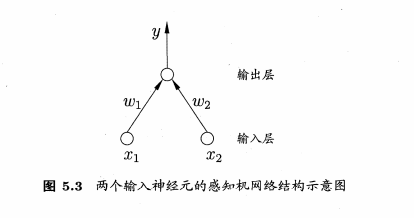 y
输出层
w₁ w₂
输入层
x₁ x₂
图 5.3 两个输入神经元的感知机网络结构示意图